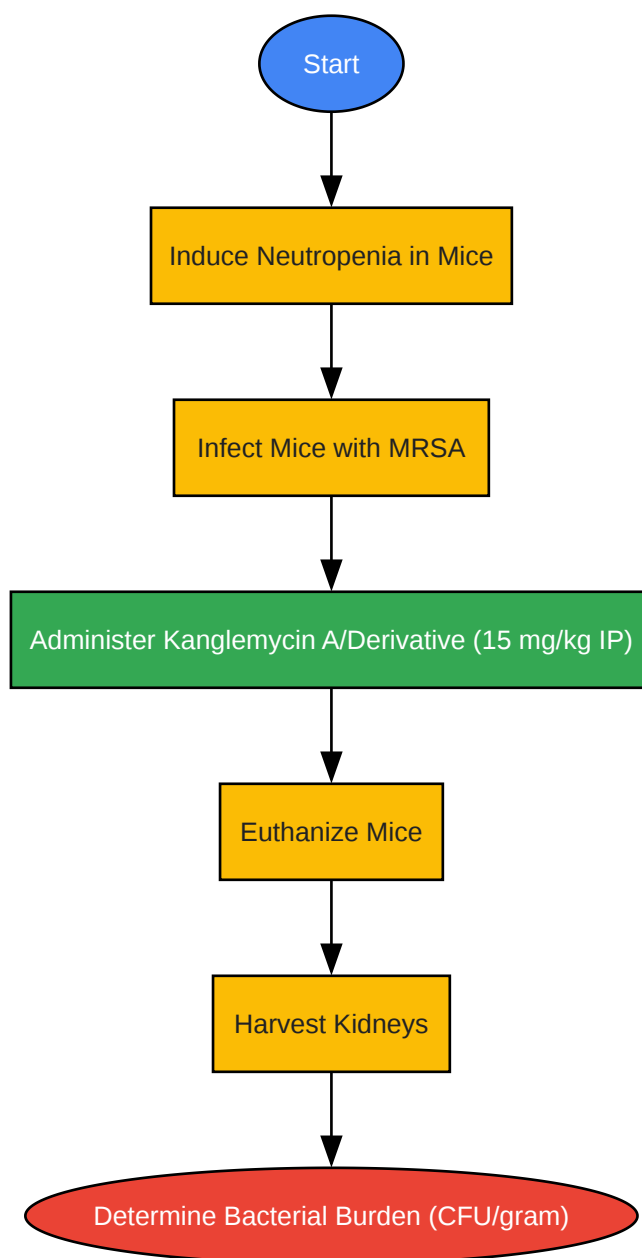 Start
Induce Neutropenia in Mice
Infect Mice with MRSA
Administer Kanglemycin A/Derivative (15 mg/kg IP)
Euthanize Mice
Harvest Kidneys
Determine Bacterial Burden (CFU/gram)